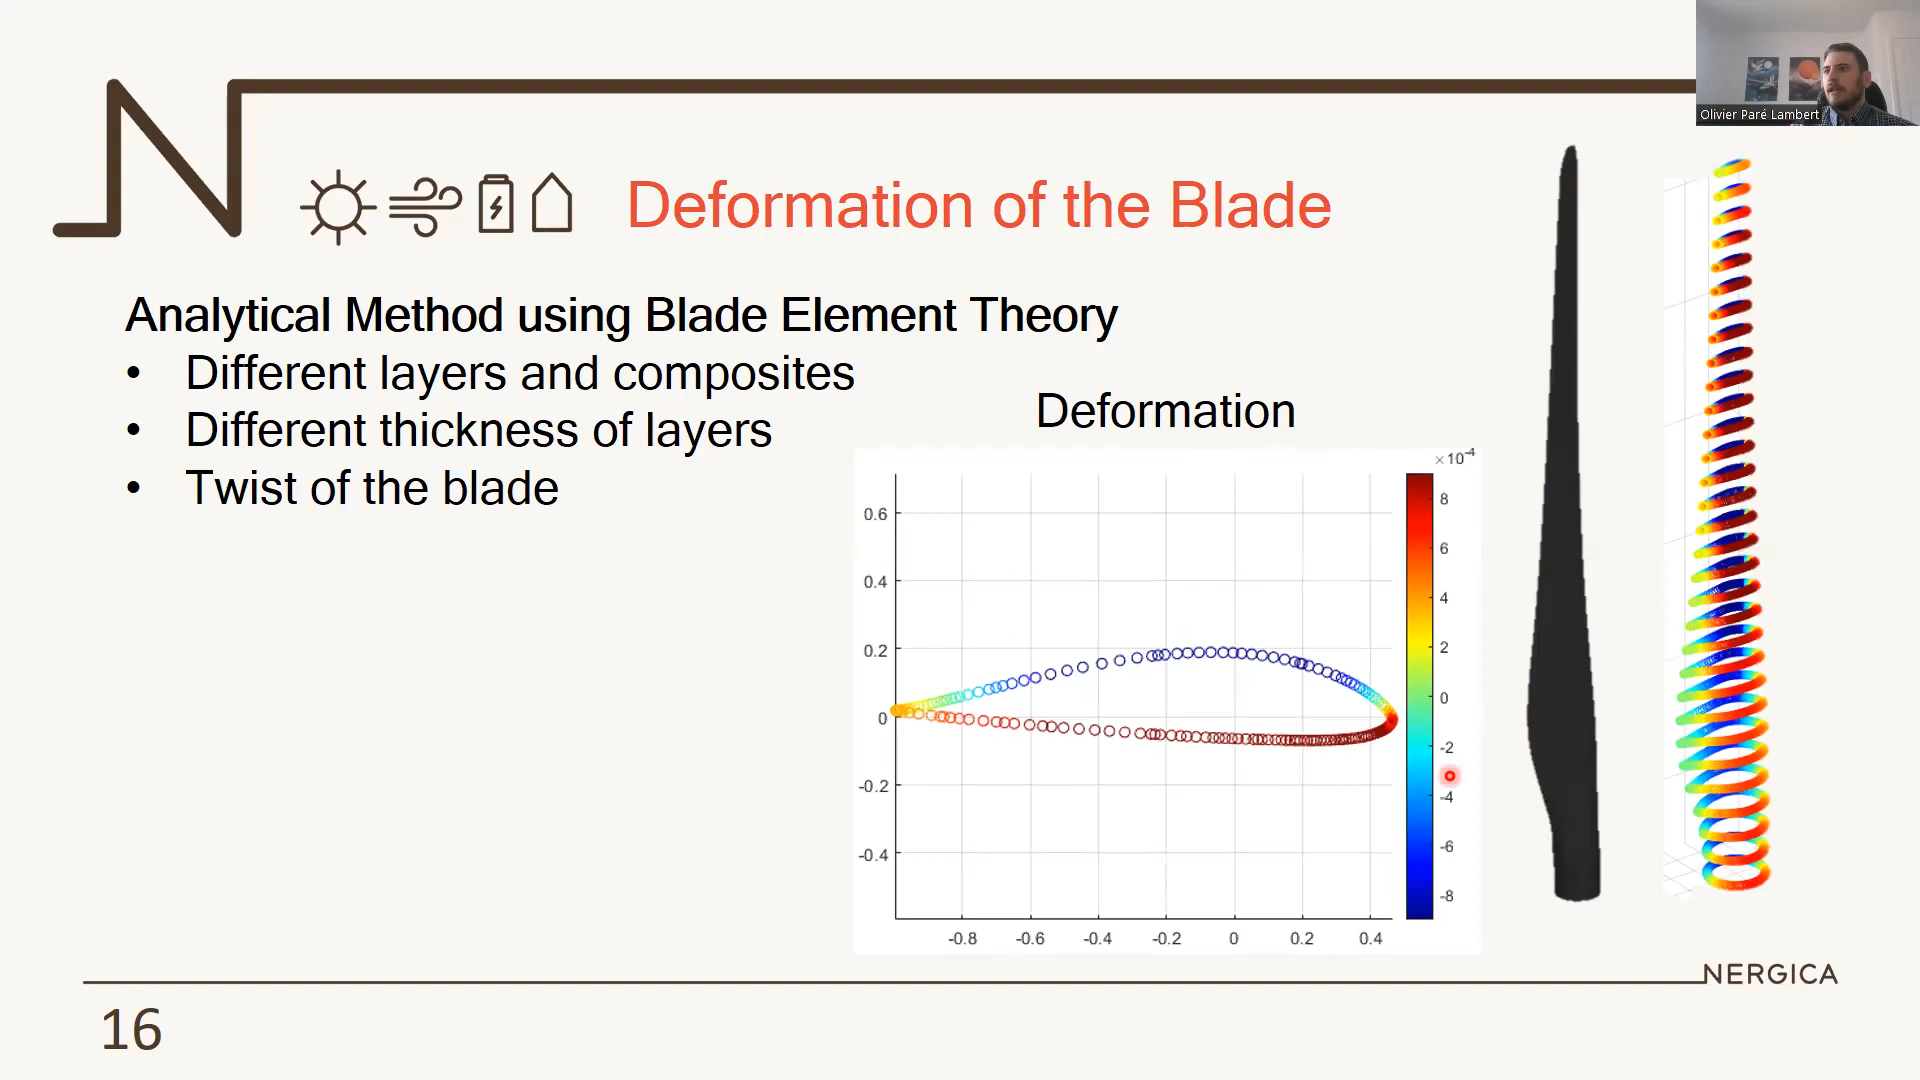 Olivier Paré Lambert
Deformation of the Blade
Analytical Method using Blade Element Theory
• Different layers and composites
• Different thickness of layers
• Twist of the blade
Deformation
×10⁻⁴
8
6
4
2
0
-2
-4
-6
-8
0.6
0.4
0.2
0
-0.2
-0.4
-0.8 -0.6 -0.4 -0.2 0 0.2 0.4
NERGICA
16